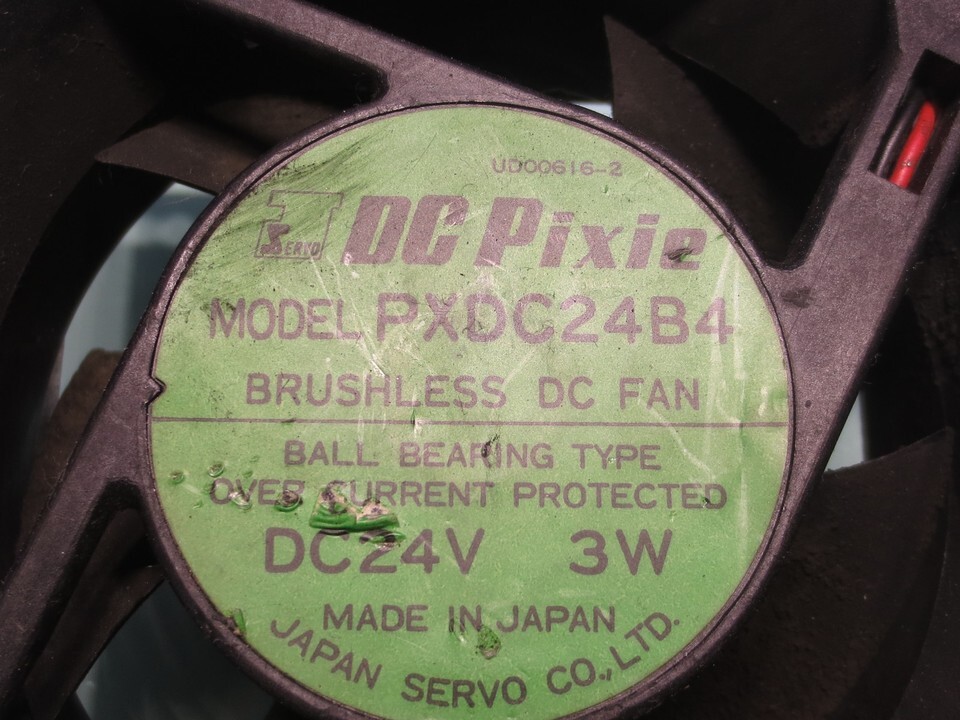 UD00616-2
SERVO DC Pixie
MODEL PXDC24B4
BRUSHLESS DC FAN
BALL BEARING TYPE
OVER CURRENT PROTECTED
DC24V 3W
MADE IN JAPAN
JAPAN SERVO CO.,LTD.